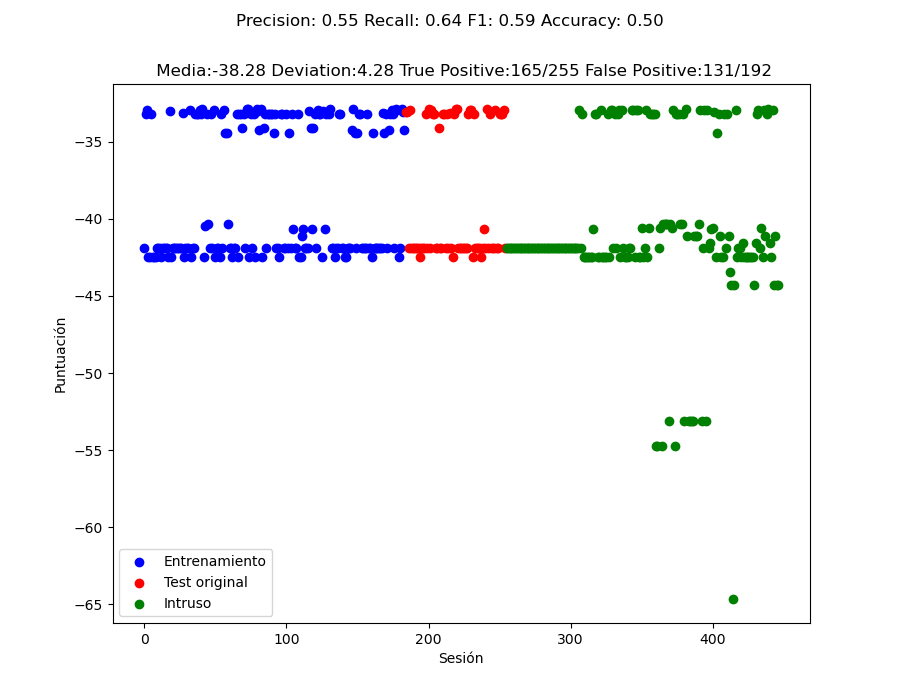 Precision: 0.55 Recall: 0.64 F1: 0.59 Accuracy: 0.50
Media:-38.28 Deviation:4.28 True Positive:165/255 False Positive:131/192
Puntuación
−35
−40
−45
−50
−55
−60
−65
Entrenamiento
Test original
Intruso
0
100
200
300
400
Sesión